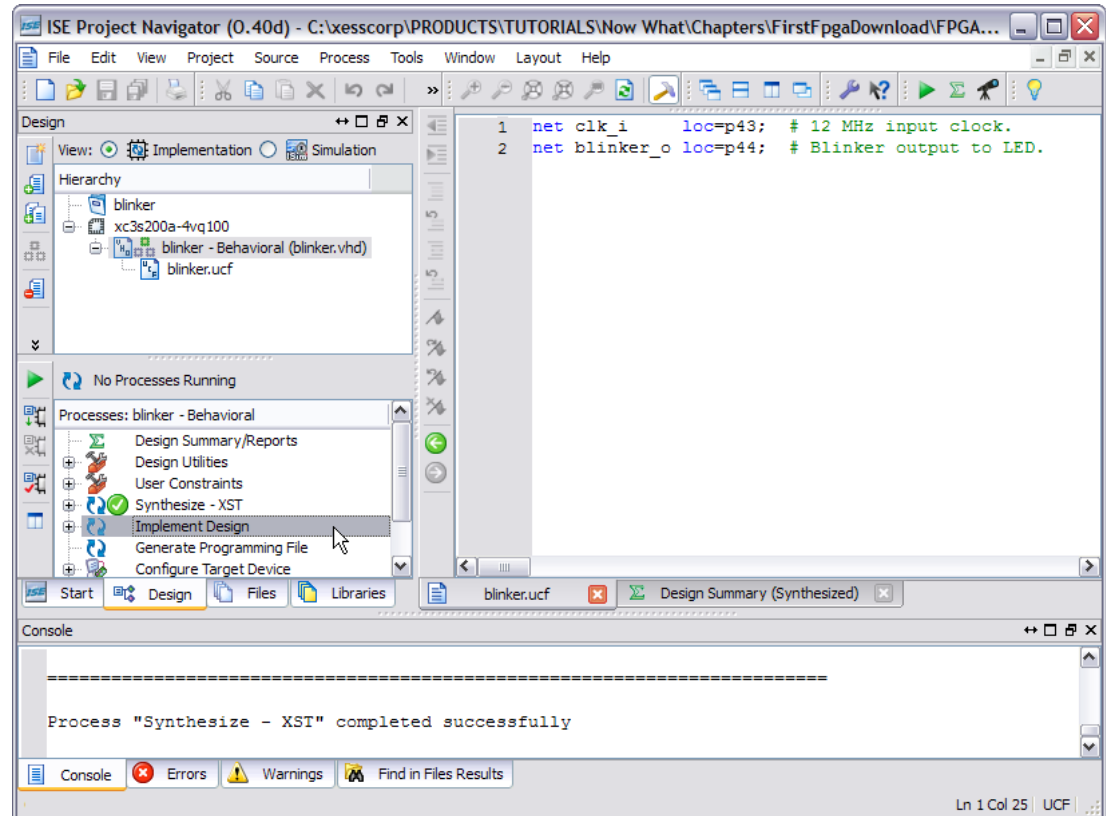 ISE Project Navigator (O.40d) - C:\xesscorp\PRODUCTS\TUTORIALS\Now What\Chapters\FirstFpgaDownload\FPGA...
File Edit View Project Source Process Tools Window Layout Help
Design
View: Implementation Simulation
Hierarchy
blinker
xc3s200a-4vq100
blinker - Behavioral (blinker.vhd)
blinker.ucf
No Processes Running
Processes: blinker - Behavioral
Design Summary/Reports
Design Utilities
User Constraints
Synthesize - XST
Implement Design
Generate Programming File
Configure Target Device
Start Design Files Libraries
1 net clk_i loc=p43; # 12 MHz input clock.
2 net blinker_o loc=p44; # Blinker output to LED.
blinker.ucf Design Summary (Synthesized)
Console
==============================================================================
Process "Synthesize - XST" completed successfully
Console Errors Warnings Find in Files Results
Ln 1 Col 25 UCF